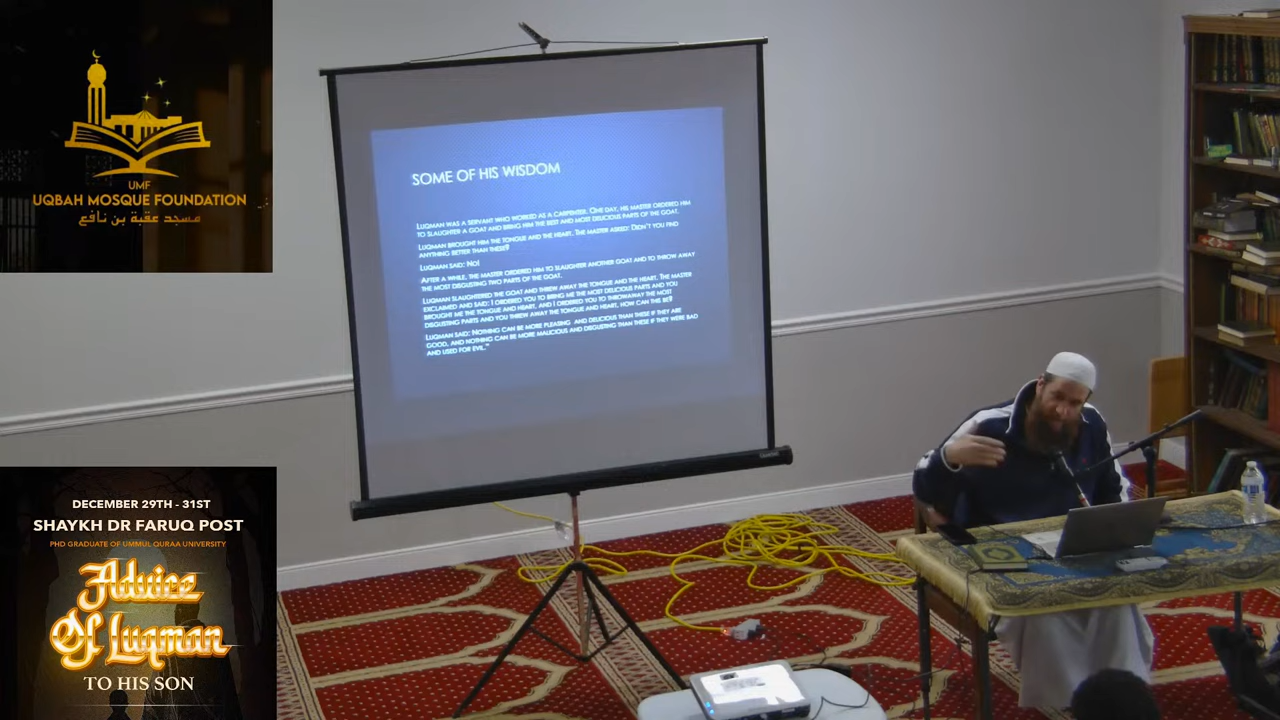 UMF
UQBAH MOSQUE FOUNDATION
مسجد عقبة بن نافع
SOME OF HIS WISDOM
LUQMAN WAS A SERVANT WHO WORKED AS A CARPENTER. ONE DAY, HIS MASTER ORDERED HIM
TO SLAUGHTER A GOAT AND BRING HIM THE BEST AND MOST DELICIOUS PARTS OF THE GOAT.
LUQMAN BROUGHT HIM THE TONGUE AND THE HEART. THE MASTER ASKED: DIDN'T YOU FIND
ANYTHING BETTER THAN THESE?
LUQMAN SAID: NO!
AFTER A WHILE, THE MASTER ORDERED HIM TO SLAUGHTER ANOTHER GOAT AND TO THROW AWAY
THE MOST DISGUSTING TWO PARTS OF THE GOAT.
LUQMAN SLAUGHTERED THE GOAT AND THREW AWAY THE TONGUE AND THE HEART. THE MASTER
EXCLAIMED AND SAID: I ORDERED YOU TO BRING ME THE MOST DELICIOUS PARTS AND YOU
BROUGHT ME THE TONGUE AND HEART, AND I ORDERED YOU TO THROWAWAY THE MOST
DISGUSTING PARTS AND YOU THREW AWAY THE TONGUE AND HEART, HOW CAN THIS BE?
LUQMAN SAID: NOTHING CAN BE MORE PLEASING AND DELICIOUS THAN THESE IF THEY ARE
GOOD, AND NOTHING CAN BE MORE MALICIOUS AND DISGUSTING THAN THESE IF THEY WERE BAD
AND USED FOR EVIL."
DECEMBER 29TH - 31ST
SHAYKH DR FARUQ POST
PHD GRADUATE OF UMMUL QURAA UNIVERSITY
Advice
Of Luqman
TO HIS SON